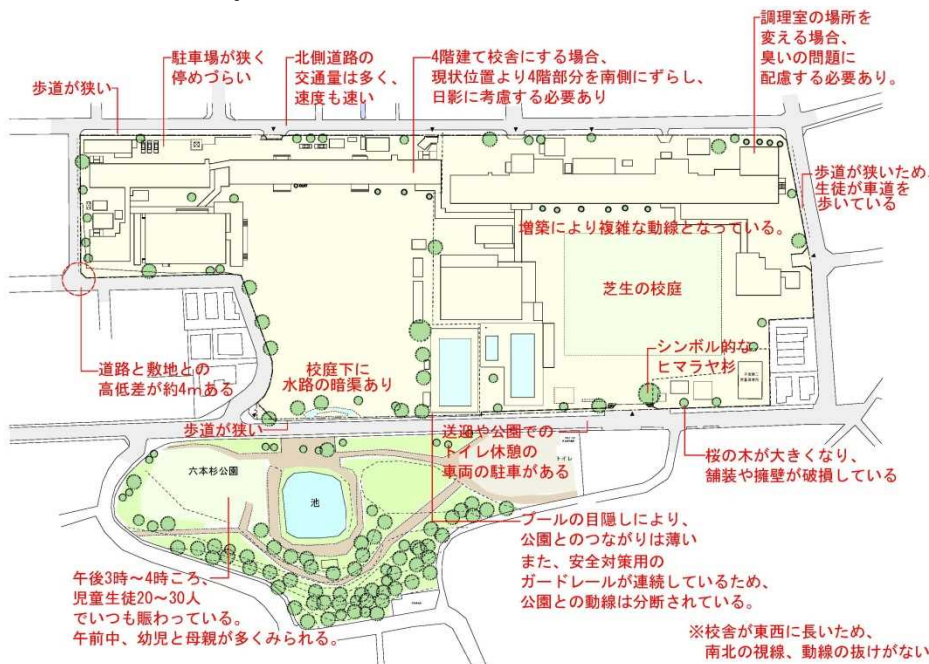 駐車場が狭く
停めづらい
歩道が狭い
北側道路の
交通量は多く、
速度も速い
4階建て校舎にする場合、
現状位置より4階部分を南側にずらし、
日影に考慮する必要あり
調理室の場所を
変える場合、
臭いの問題に
配慮する必要あり。
歩道が狭いため、
生徒が車道を
歩いている
増築により複雑な動線となっている。
芝生の校庭
道路と敷地との
高低差が約4mある
校庭下に
水路の暗渠あり
シンボル的な
ヒマラヤ杉
歩道が狭い
送迎や公園での
トイレ休憩の
車両の駐車がある
トイレ
桜の木が大きくなり、
舗装や擁壁が破損している
六本杉公園
池
プールの目隠しにより、
公園とのつながりは薄い
また、安全対策用の
ガードレールが連続しているため、
公園との動線は分断されている。
午後3時～4時ころ、
児童生徒20～30人
でいつも賑わっている。
午前中、幼児と母親が多くみられる。
※校舎が東西に長いため、
南北の視線、動線の抜けがない